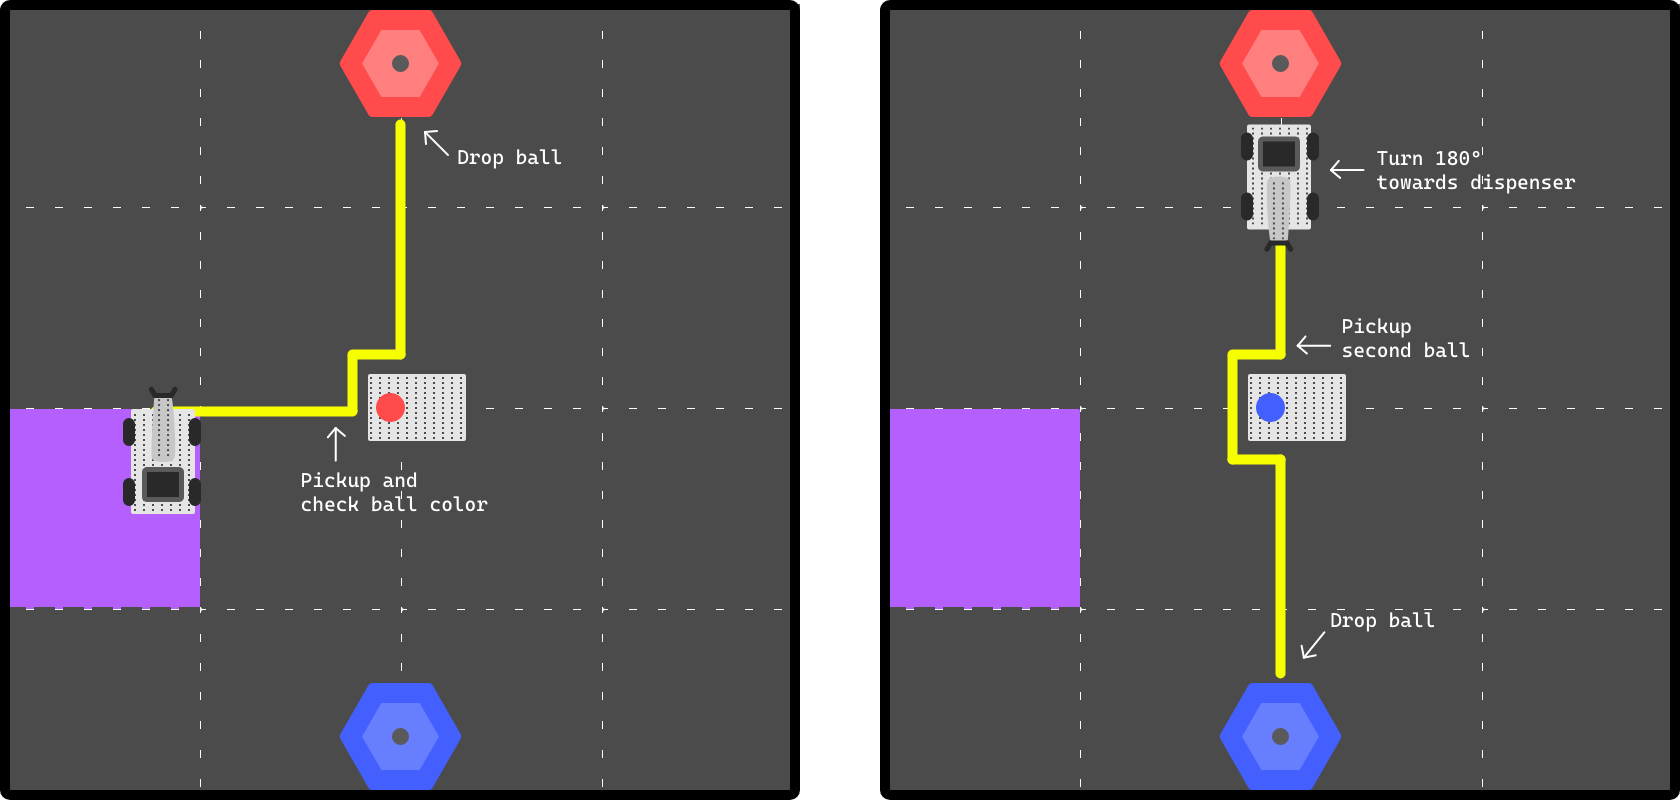 Drop ball
Pickup and
check ball color
Turn 180°
towards dispenser
Pickup
second ball
Drop ball